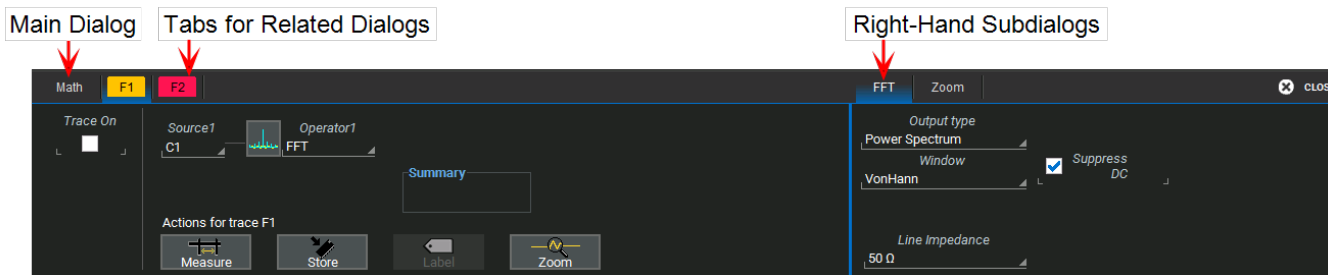 Main Dialog
Tabs for Related Dialogs
Right-Hand Subdialogs
Math
F1
F2
FFT
Zoom
CLOS
Trace On
Source1
C1
Operator1
FFT
Summary
Actions for trace F1
Measure
Store
Label
Zoom
Output type
Power Spectrum
Window
VonHann
Suppress
DC
Line Impedance
50 Ω